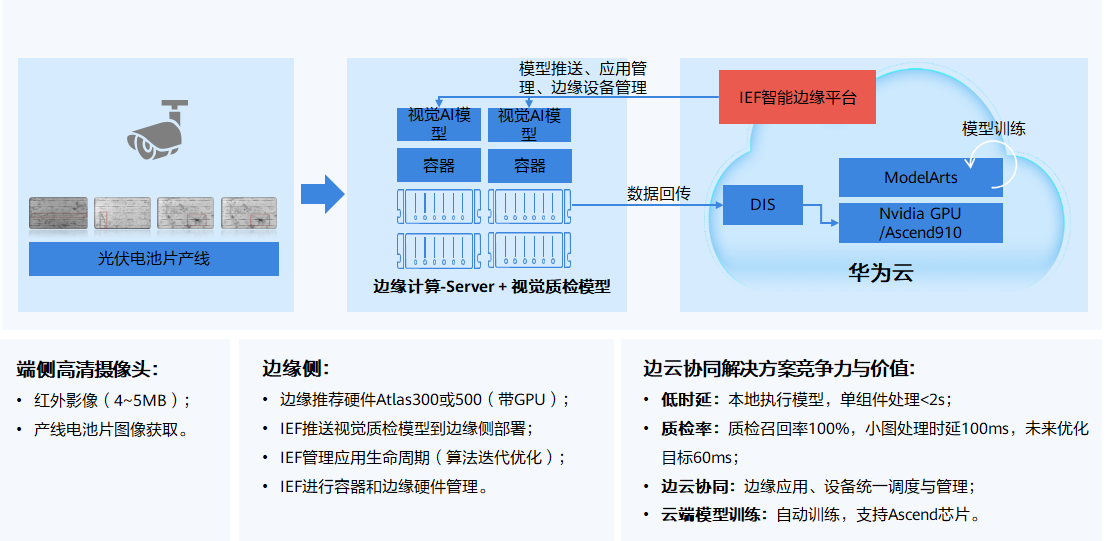 模型推送、应用管
理、边缘设备管理
IEF智能边缘平台
视觉AI模
型
视觉AI模
型
模型训练
容器
容器
ModelArts
数据回传
DIS
Nvidia GPU
/Ascend910
光伏电池片产线
华为云
边缘计算-Server + 视觉质检模型
端侧高清摄像头：
• 红外影像（4~5MB）；
• 产线电池片图像获取。
边缘侧：
• 边缘推荐硬件Atlas300或500（带GPU）；
• IEF推送视觉质检模型到边缘侧部署；
• IEF管理应用生命周期（算法迭代优化）；
• IEF进行容器和边缘硬件管理。
边云协同解决方案竞争力与价值：
• 低时延：本地执行模型，单组件处理<2s；
• 质检率：质检召回率100%，小图处理时延100ms，未来优化
目标60ms；
• 边云协同：边缘应用、设备统一调度与管理；
• 云端模型训练：自动训练，支持Ascend芯片。